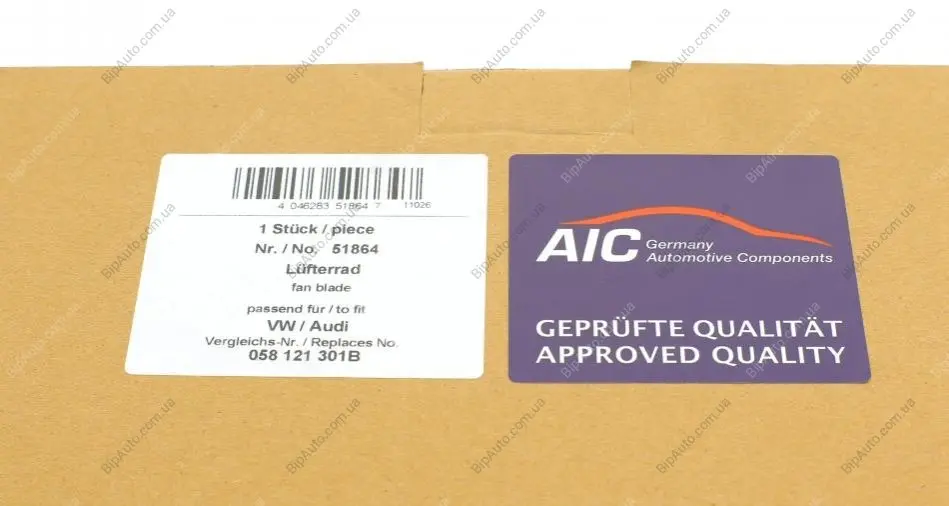 4 046283 51864 7 11026
1 Stück / piece
Nr. / No. 51864
Lüfterrad
fan blade
passend für / to fit
VW / Audi
Vergleichs-Nr. / Replaces No.
058 121 301B
AIC Germany
Automotive Components
GEPRÜFTE QUALITÄT
APPROVED QUALITY
BipAuto.com.ua